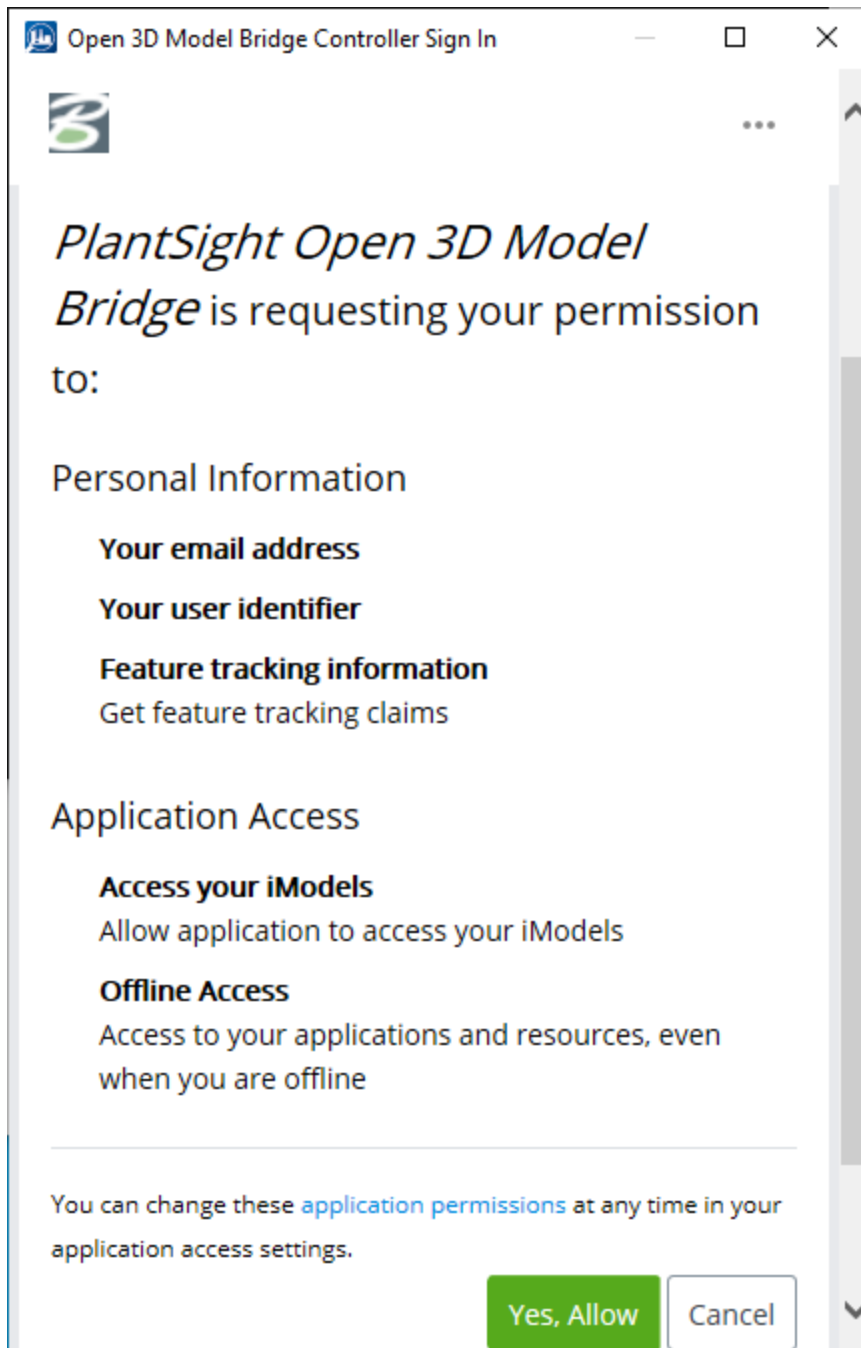 Open 3D Model Bridge Controller Sign In
PlantSight Open 3D Model
Bridge is requesting your permission
to:
Personal Information
Your email address
Your user identifier
Feature tracking information
Get feature tracking claims
Application Access
Access your iModels
Allow application to access your iModels
Offline Access
Access to your applications and resources, even
when you are offline
You can change these application permissions at any time in your
application access settings.
Yes, Allow Cancel